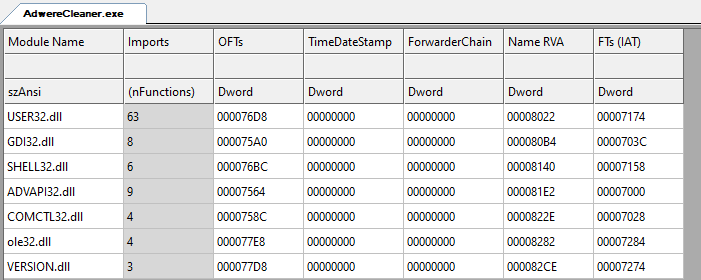 AdwereCleaner.exe
Module Name Imports OFTs TimeDateStamp ForwarderChain Name RVA FTs (IAT)
szAnsi (nFunctions) Dword Dword Dword Dword Dword
USER32.dll 63 000076D8 00000000 00000000 00008022 00007174
GDI32.dll 8 000075A0 00000000 00000000 000080B4 0000703C
SHELL32.dll 6 000076BC 00000000 00000000 00008140 00007158
ADVAPI32.dll 9 00007564 00000000 00000000 000081E2 00007000
COMCTL32.dll 4 0000758C 00000000 00000000 0000822E 00007028
ole32.dll 4 000077E8 00000000 00000000 00008282 00007284
VERSION.dll 3 000077D8 00000000 00000000 000082CE 00007274